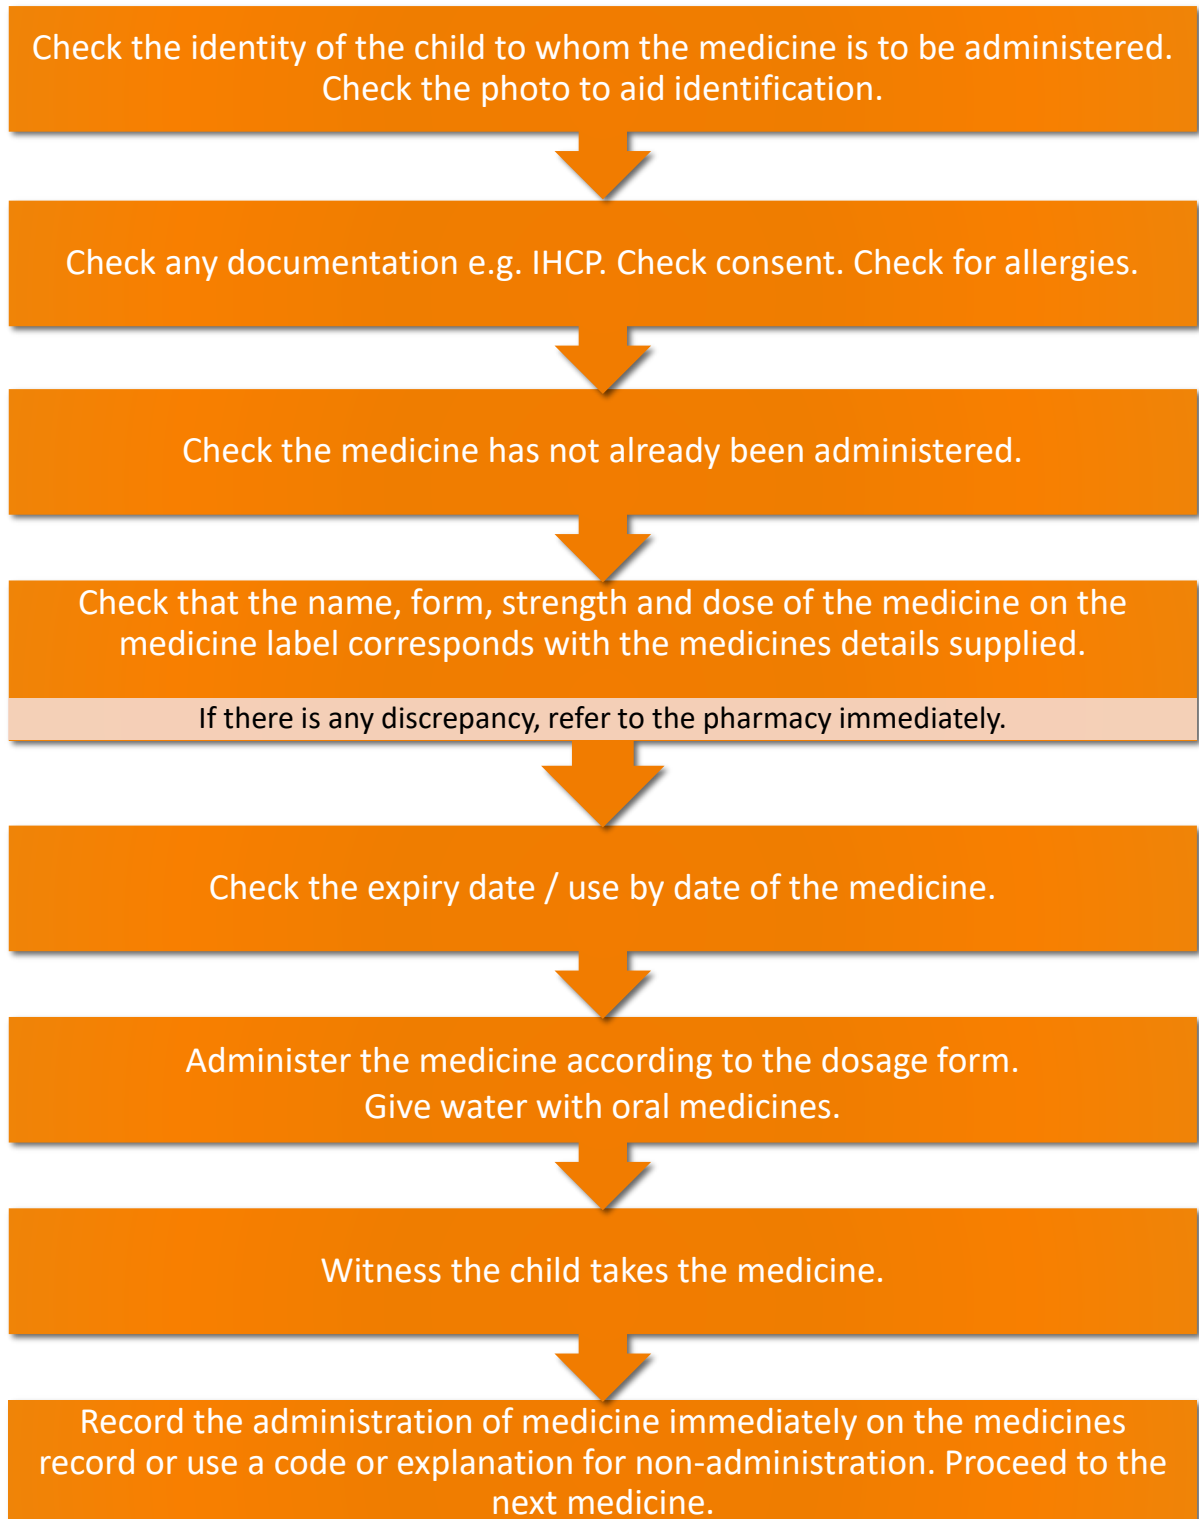 Check the identity of the child to whom the medicine is to be administered.
Check the photo to aid identification.
Check any documentation e.g. IHCP. Check consent. Check for allergies.
Check the medicine has not already been administered.
Check that the name, form, strength and dose of the medicine on the
medicine label corresponds with the medicines details supplied.
If there is any discrepancy, refer to the pharmacy immediately.
Check the expiry date / use by date of the medicine.
Administer the medicine according to the dosage form.
Give water with oral medicines.
Witness the child takes the medicine.
Record the administration of medicine immediately on the medicines
record or use a code or explanation for non-administration. Proceed to the
next medicine.